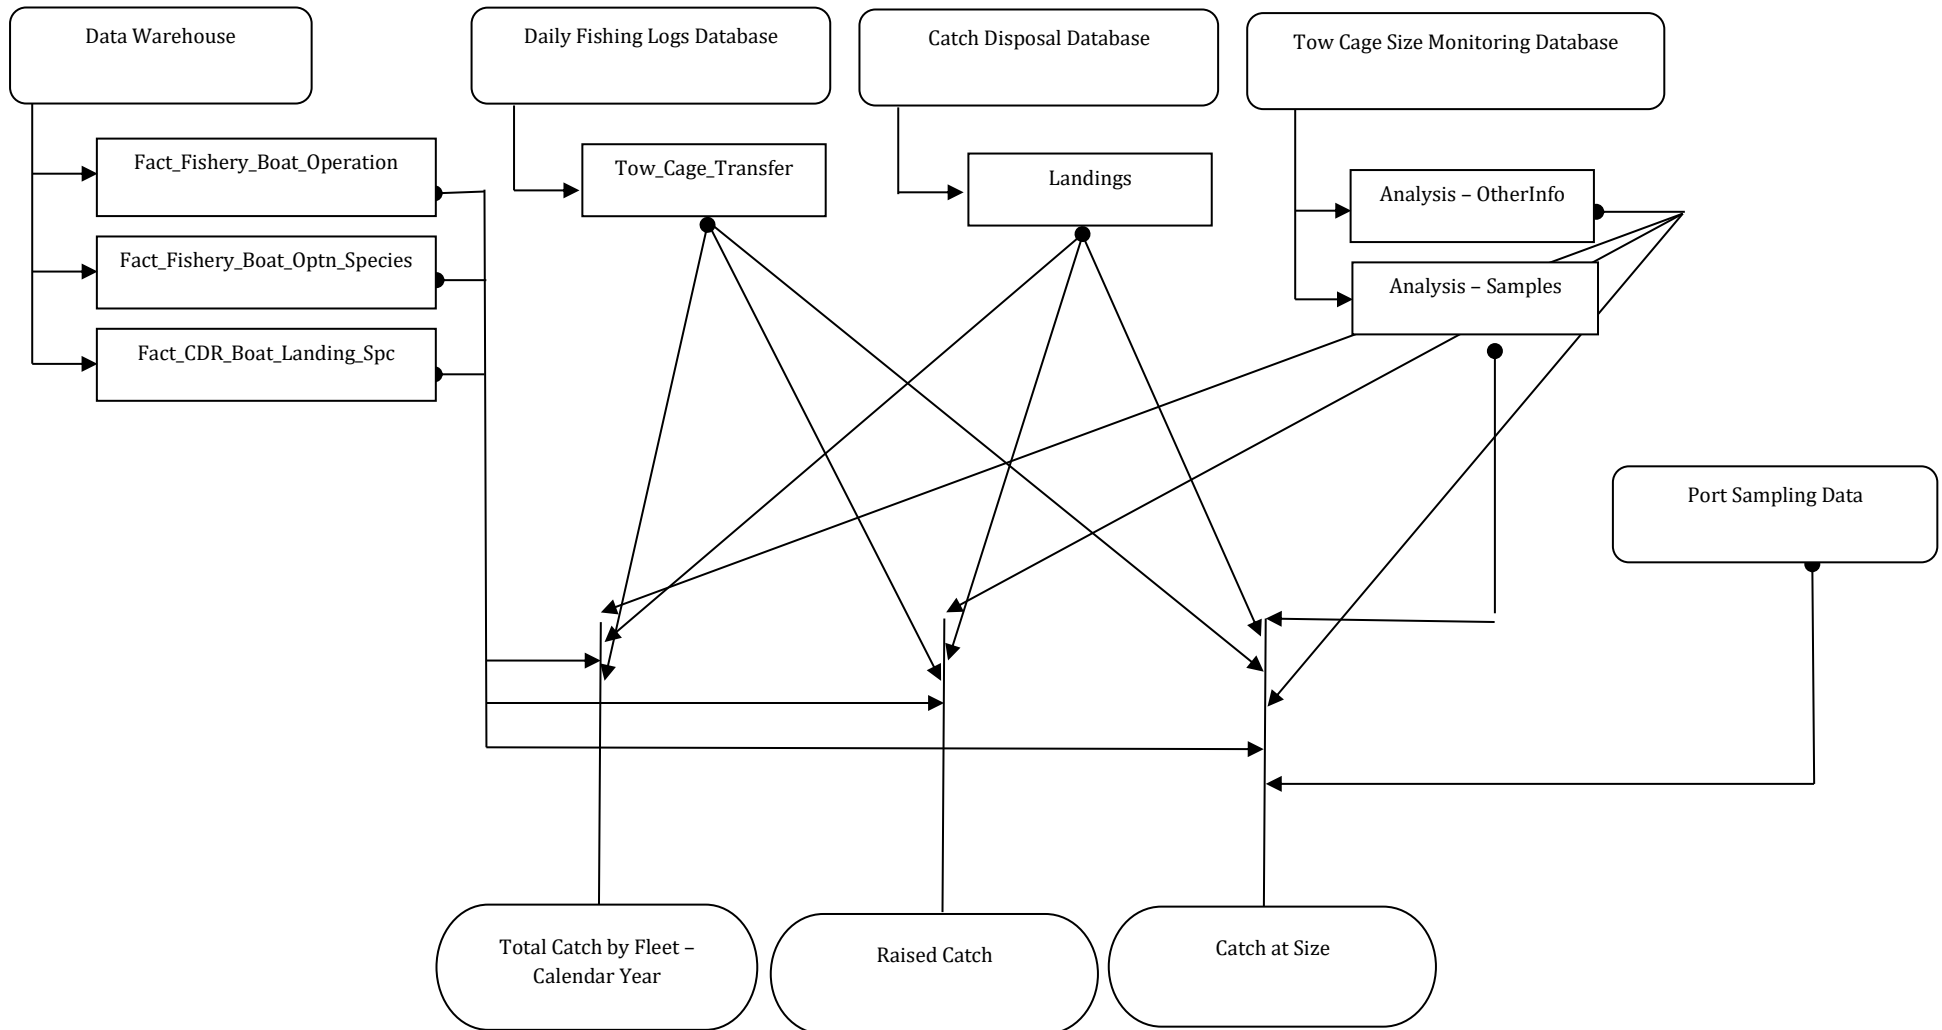 Data Warehouse
Daily Fishing Logs Database
Catch Disposal Database
Tow Cage Size Monitoring Database
Fact_Fishery_Boat_Operation
Tow_Cage_Transfer
Landings
Analysis – OtherInfo
Fact_Fishery_Boat_Optn_Species
Analysis – Samples
Fact_CDR_Boat_Landing_Spc
Port Sampling Data
Total Catch by Fleet –
Calendar Year
Raised Catch
Catch at Size